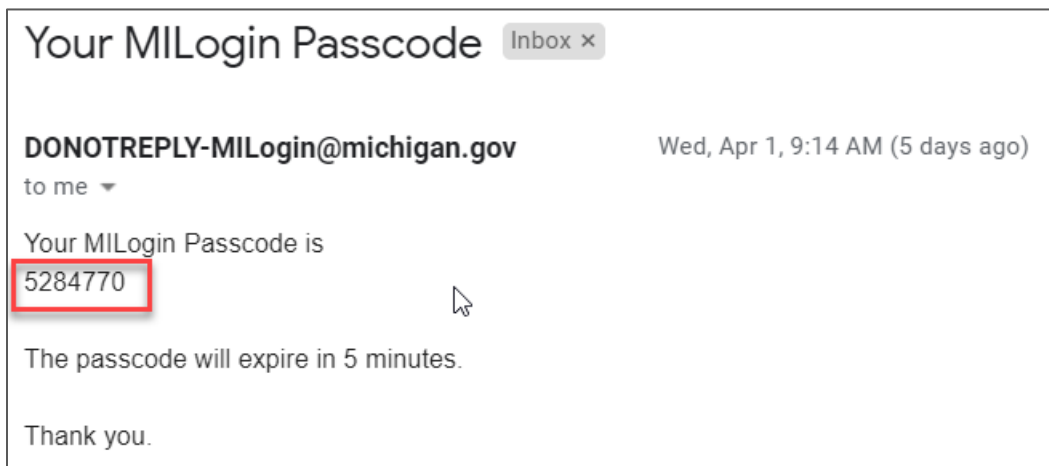 Your MILogin Passcode Inbox ×
DONOTREPLY-MILogin@michigan.gov Wed, Apr 1, 9:14 AM (5 days ago)
to me
Your MILogin Passcode is
5284770
The passcode will expire in 5 minutes.
Thank you.